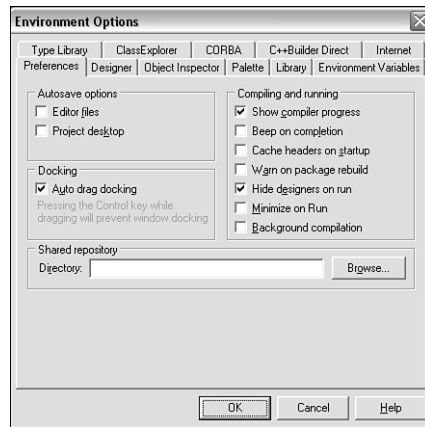 Environment Options
Type Library ClassExplorer CORBA C++Builder Direct Internet
Preferences Designer Object Inspector Palette Library Environment Variables
Autosave options
Editor files
Project desktop
Docking
Auto drag docking
Pressing the Control key while
dragging will prevent window docking
Compiling and running
Show compiler progress
Beep on completion
Cache headers on startup
Warn on package rebuild
Hide designers on run
Minimize on Run
Background compilation
Shared repository
Directory: Browse...
OK Cancel Help